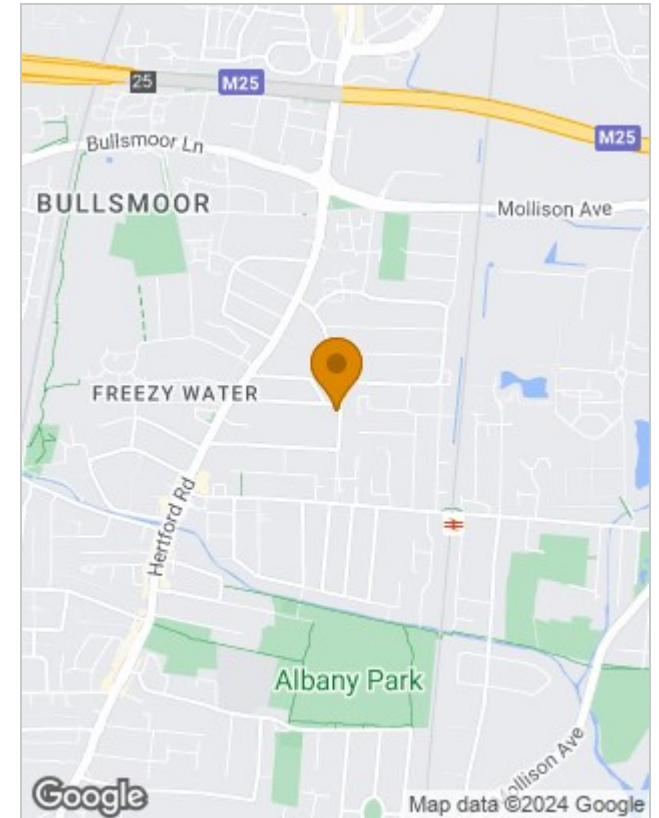 25
M25
M25
Bullsmoor Ln
BULLSMOOR
Mollison Ave
FREEZY WATER
Hertford Rd
Albany Park
Mollison Ave
Google
Map data ©2024 Google